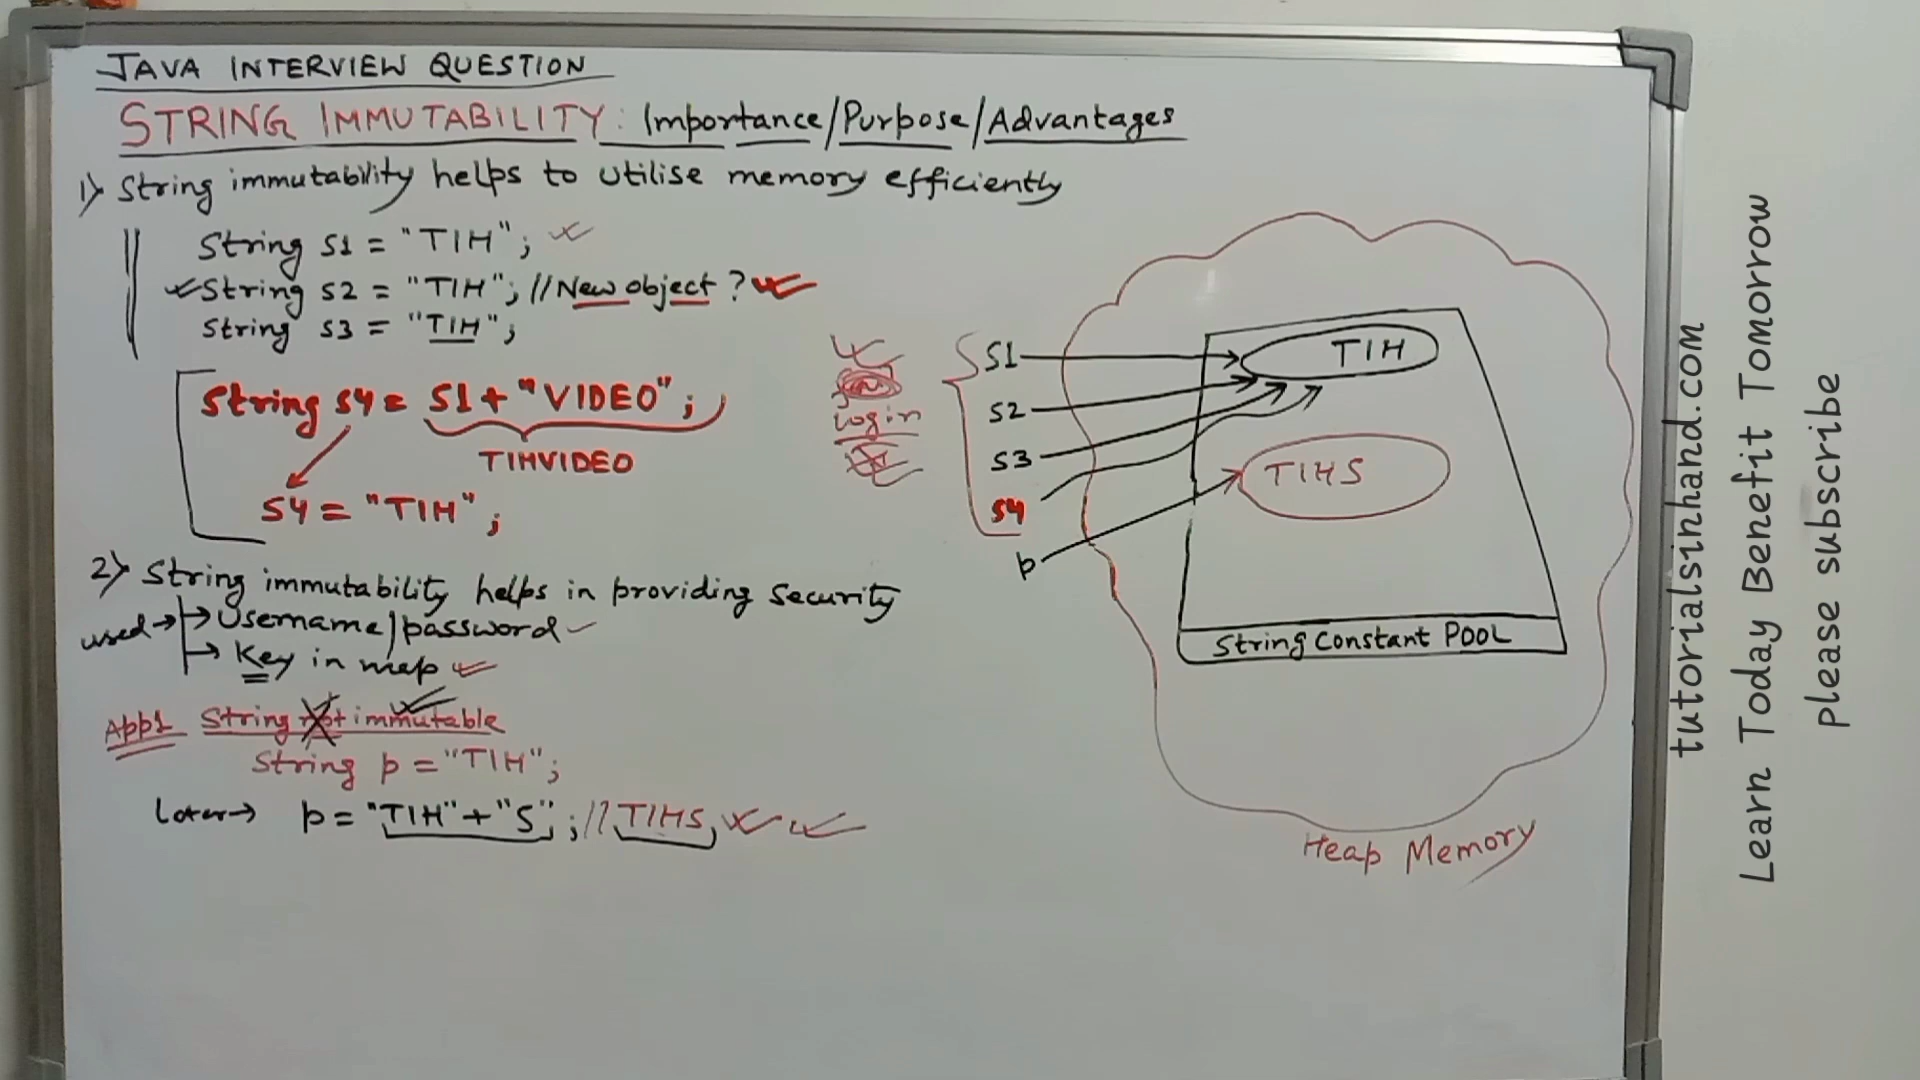 JAVA INTERVIEW QUESTION
STRING IMMUTABILITY: Importance/Purpose/Advantages
1) String immutability helps to utilise memory efficiently
String s1 = "TIH";
String s2 = "TIH"; //New object?
String s3 = "TIH";
String s4 = s1+"VIDEO";
TIHVIDEO
s4 = "TIH";
2) String immutability helps in providing security
used→ → Username/password
→ Key in map
App1 String not immutable
String p = "TIH";
later→ p = "TIH"+"S"; //TIHS
login
S1
S2
S3
S4
p
TIH
TIHS
String Constant POOL
Heap Memory
tutorialsinhand.com
Learn Today Benefit Tomorrow
please subscribe